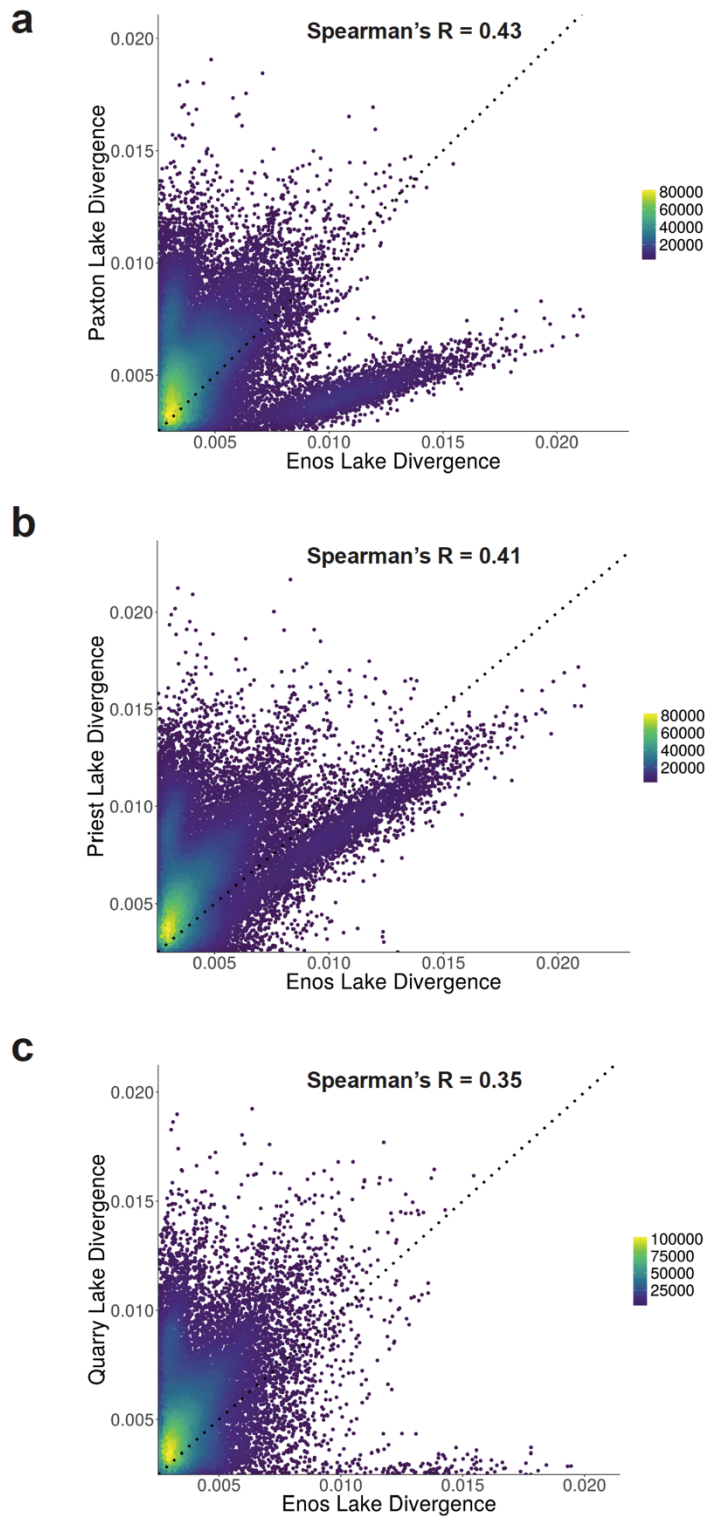 a
Spearman's R = 0.43
0.020
0.015
0.010
0.005
Paxton Lake Divergence
80000
60000
40000
20000
0.005 0.010 0.015 0.020
Enos Lake Divergence
b
Spearman's R = 0.41
0.020
0.015
0.010
0.005
Priest Lake Divergence
80000
60000
40000
20000
0.005 0.010 0.015 0.020
Enos Lake Divergence
c
Spearman's R = 0.35
0.020
0.015
0.010
0.005
Quarry Lake Divergence
100000
75000
50000
25000
0.005 0.010 0.015 0.020
Enos Lake Divergence